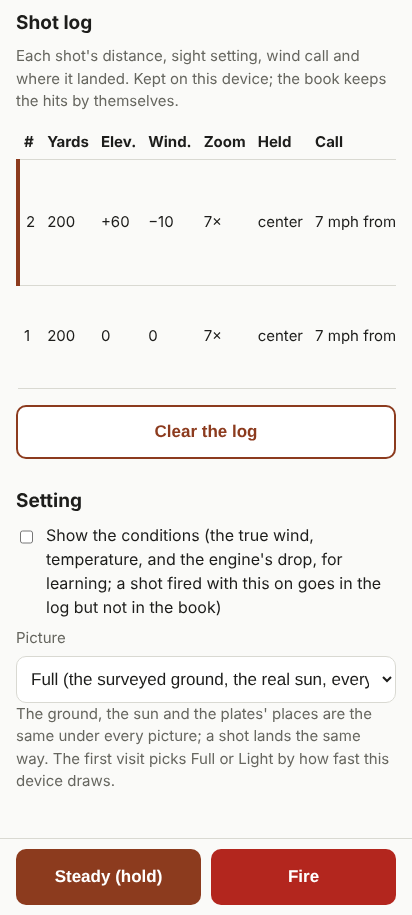 Shot log
Each shot's distance, sight setting, wind call and
where it landed. Kept on this device; the book keeps
the hits by themselves.
# Yards Elev. Wind. Zoom Held Call
2 200 +60 −10 7× center 7 mph from
1 200 0 0 7× center 7 mph from
Clear the log
Setting
Show the conditions (the true wind,
temperature, and the engine's drop, for
learning; a shot fired with this on goes in the
log but not in the book)
Picture
Full (the surveyed ground, the real sun, every
The ground, the sun and the plates' places are the
same under every picture; a shot lands the same
way. The first visit picks Full or Light by how fast this
device draws.
Steady (hold) Fire